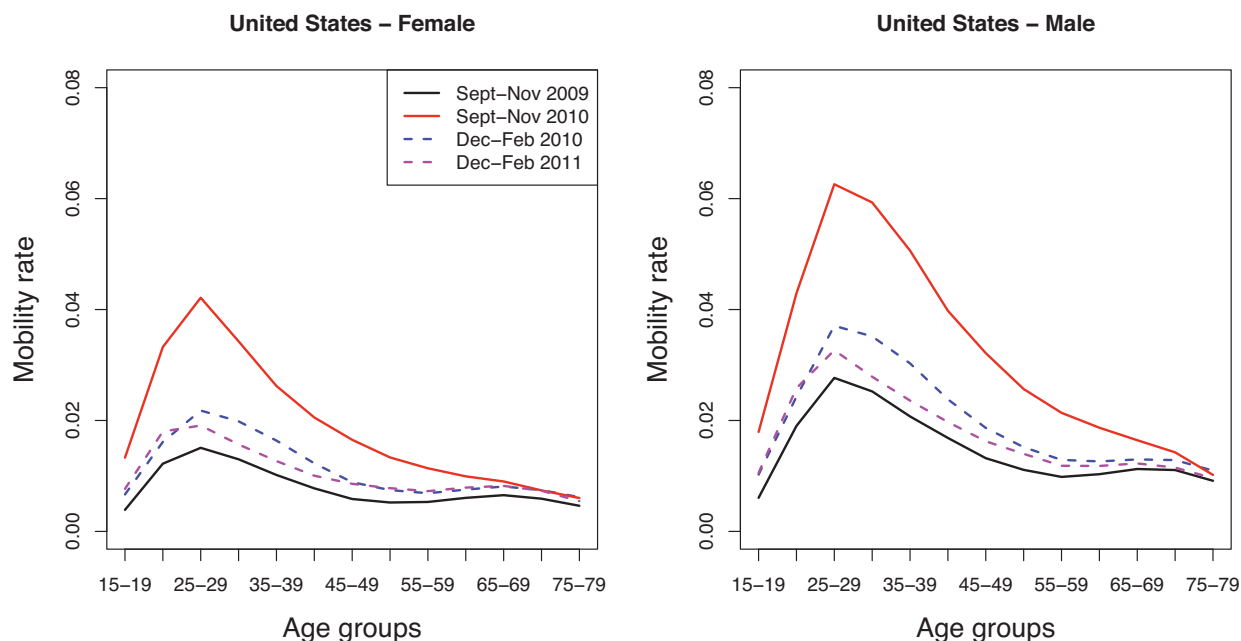 United States – Female
Mobility rate
0.08
0.06
0.04
0.02
0.00
Sept–Nov 2009
Sept–Nov 2010
Dec–Feb 2010
Dec–Feb 2011
15–19 25–29 35–39 45–49 55–59 65–69 75–79
Age groups
United States – Male
Mobility rate
0.08
0.06
0.04
0.02
0.00
15–19 25–29 35–39 45–49 55–59 65–69 75–79
Age groups